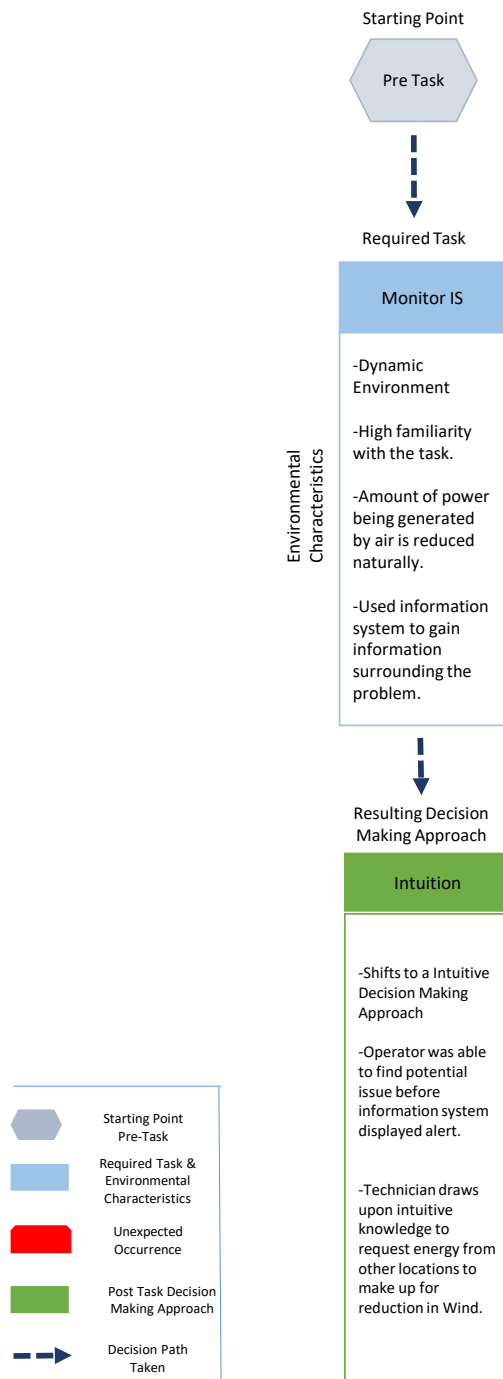 Starting Point
Pre Task
Required Task
Monitor IS
Environmental
Characteristics
-Dynamic
Environment
-High familiarity
with the task.
-Amount of power
being generated
by air is reduced
naturally.
-Used information
system to gain
information
surrounding the
problem.
Resulting Decision
Making Approach
Intuition
-Shifts to a Intuitive
Decision Making
Approach
-Operator was able
to find potential
issue before
information system
displayed alert.
-Technician draws
upon intuitive
knowledge to
request energy from
other locations to
make up for
reduction in Wind.
Starting Point
Pre-Task
Required Task &
Environmental
Characteristics
Unexpected
Occurrence
Post Task Decision
Making Approach
Decision Path
Taken